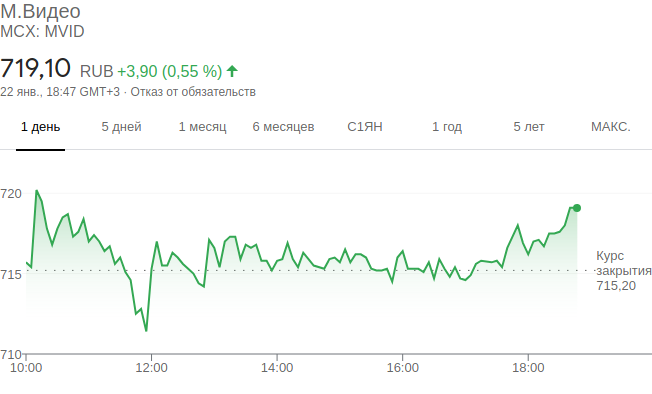 М.Видео
MCX: MVID
719,10 RUB +3,90 (0,55 %)
22 янв., 18:47 GMT+3 · Отказ от обязательств
1 день 5 дней 1 месяц 6 месяцев С1ЯН 1 год 5 лет МАКС.
720
715
710
Курс
закрытия
715,20
10:00 12:00 14:00 16:00 18:00